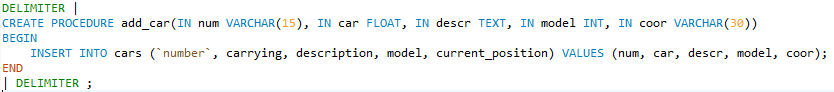 DELIMITER |
CREATE PROCEDURE add_car(IN num VARCHAR(15), IN car FLOAT, IN descr TEXT, IN model INT, IN coor VARCHAR(30))
BEGIN
    INSERT INTO cars (`number`, carrying, description, model, current_position) VALUES (num, car, descr, model, coor);
END
| DELIMITER ;